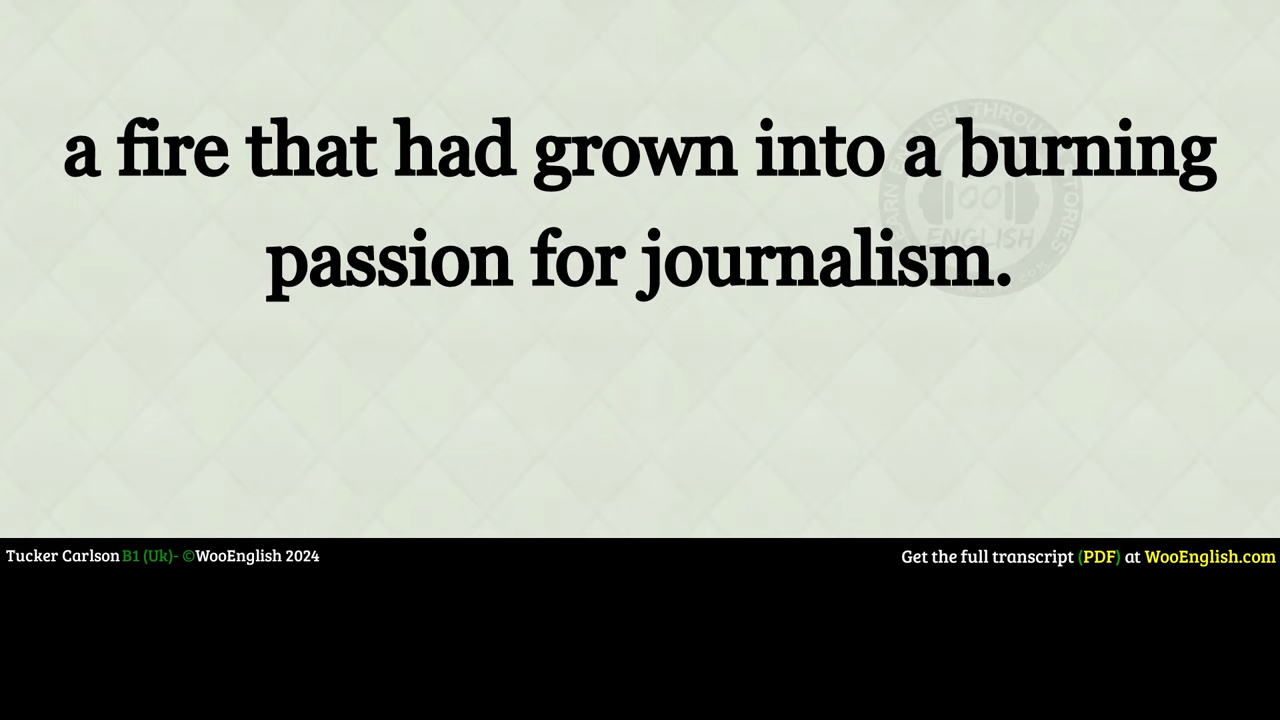 a fire that had grown into a burning
passion for journalism.
ENGLISH
Tucker Carlson B1 (Uk)- ©WooEnglish 2024
Get the full transcript (PDF) at WooEnglish.com